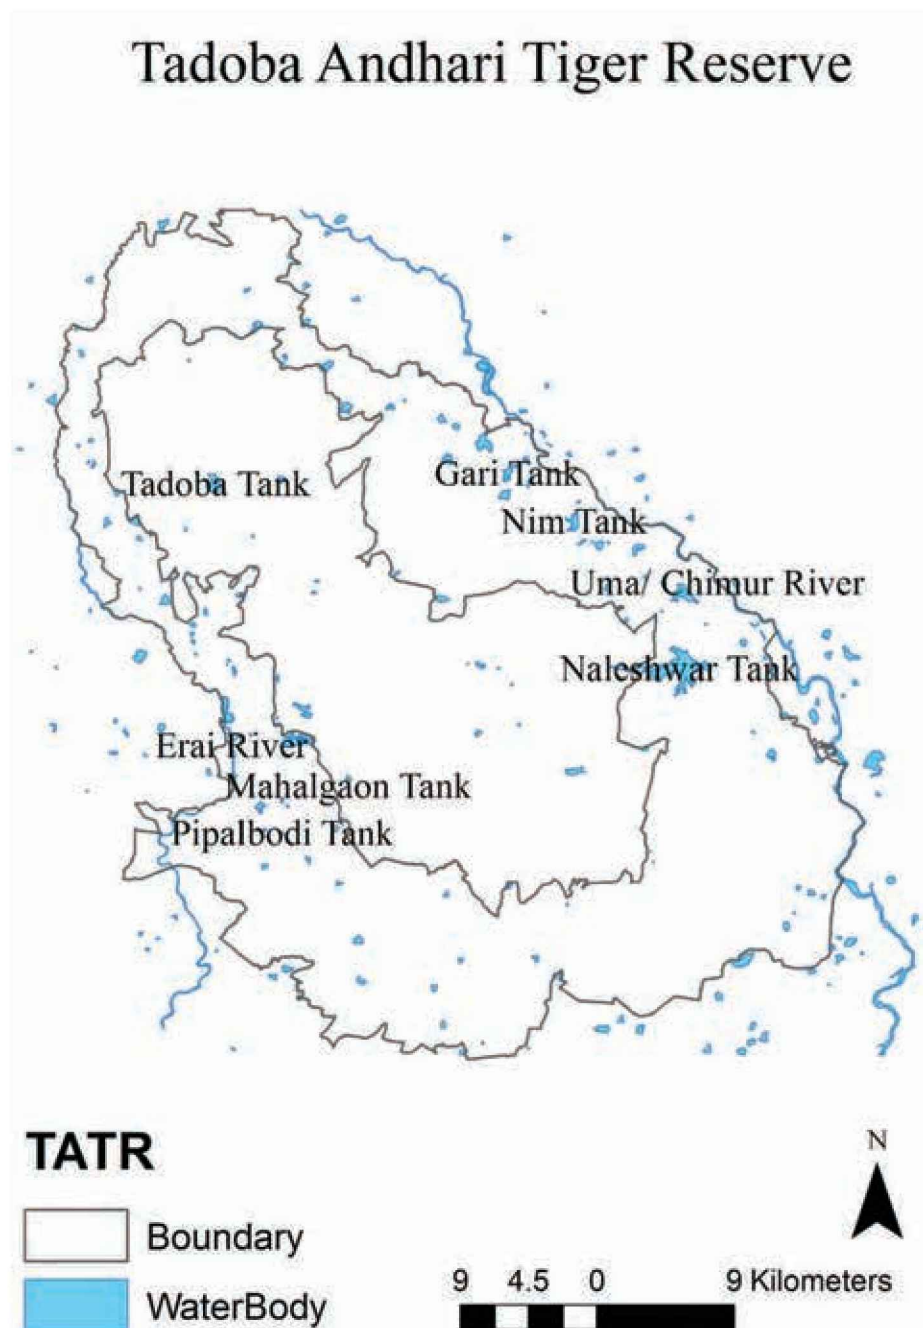 Tadoba Andhari Tiger Reserve
Tadoba Tank
Gari Tank
Nim Tank
Uma/ Chimur River
Naleshwar Tank
Erai River
Mahalgaon Tank
Pipalbodi Tank
TATR
Boundary
WaterBody
N
9 4.5 0 9 Kilometers